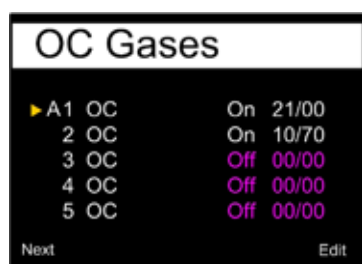 OC Gases
A1 OC On 21/00
2 OC On 10/70
3 OC Off 00/00
4 OC Off 00/00
5 OC Off 00/00
Next Edit